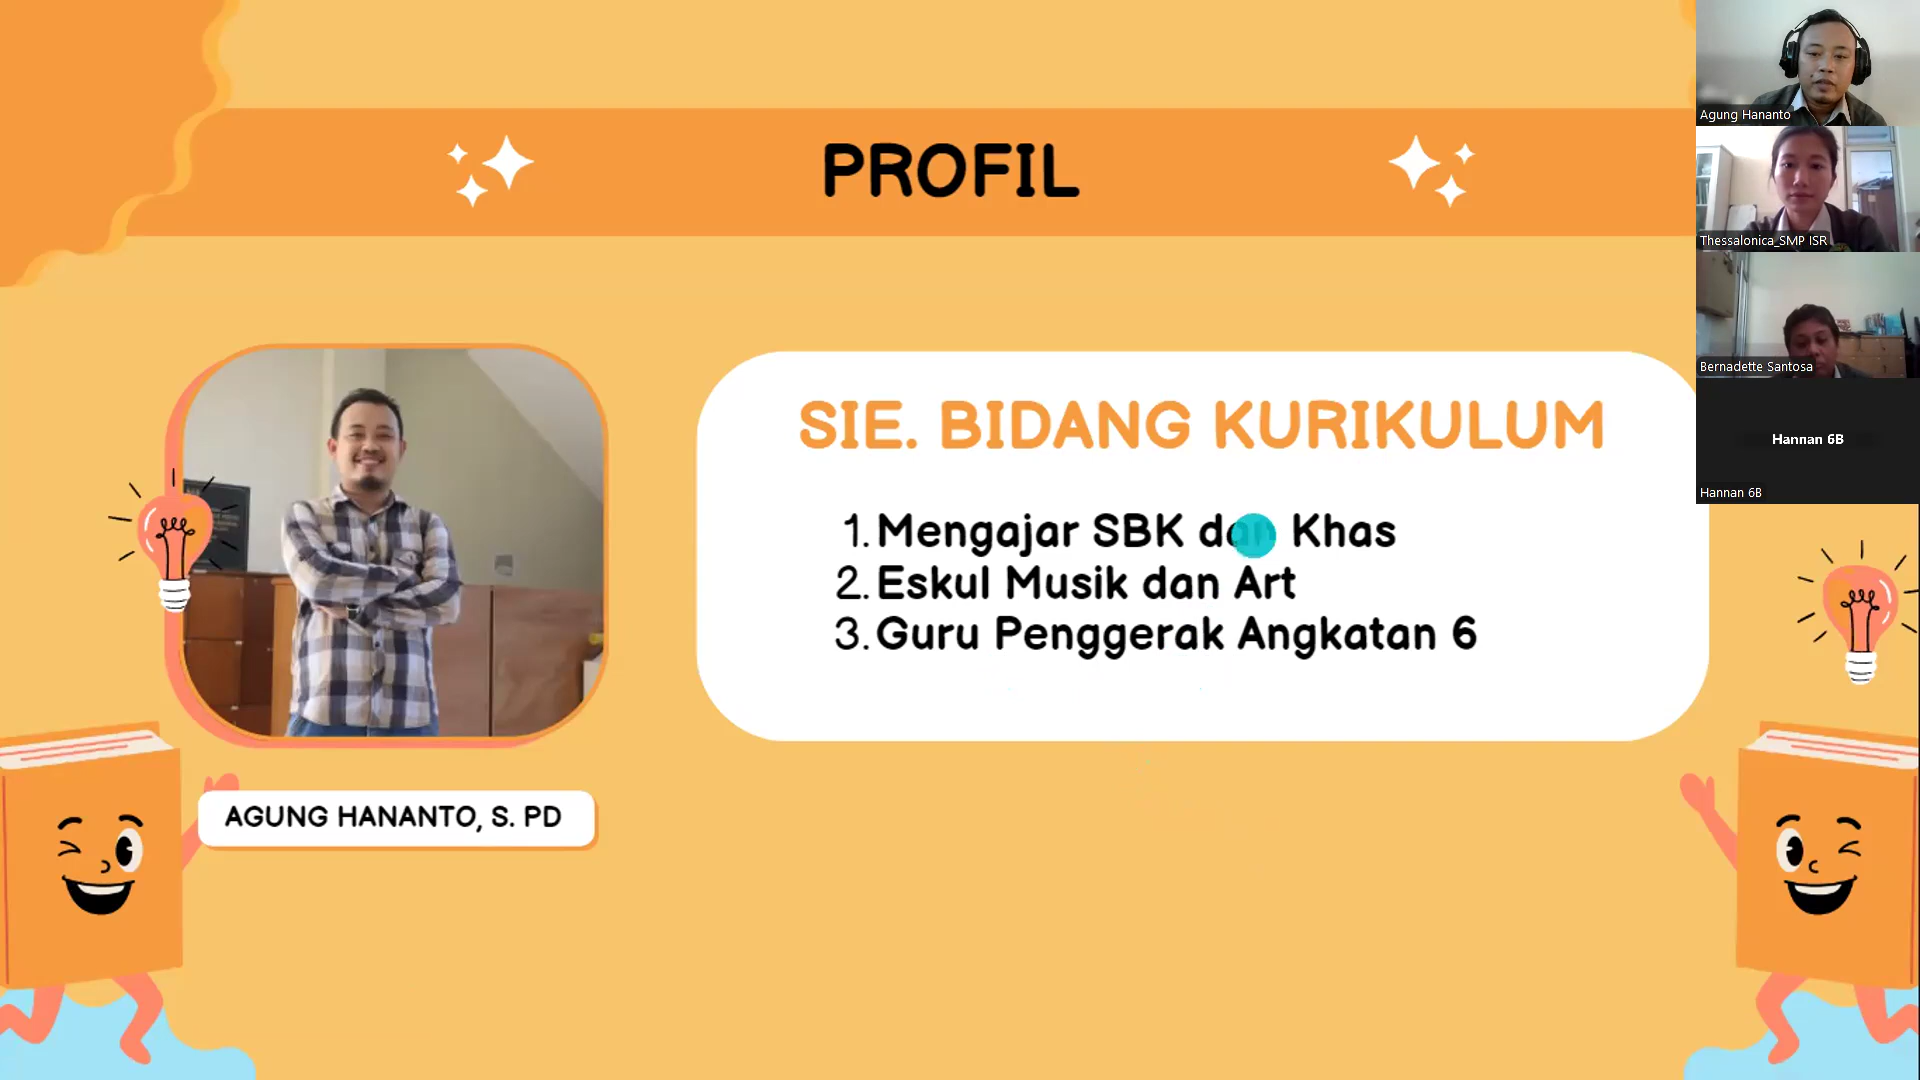 PROFIL
SIE. BIDANG KURIKULUM
1. Mengajar SBK dan Khas
2. Eskul Musik dan Art
3. Guru Penggerak Angkatan 6
AGUNG HANANTO, S. PD
Agung Hananto
Thessalonica_SMP ISR
Bernadette Santosa
Hannan 6B
Hannan 6B